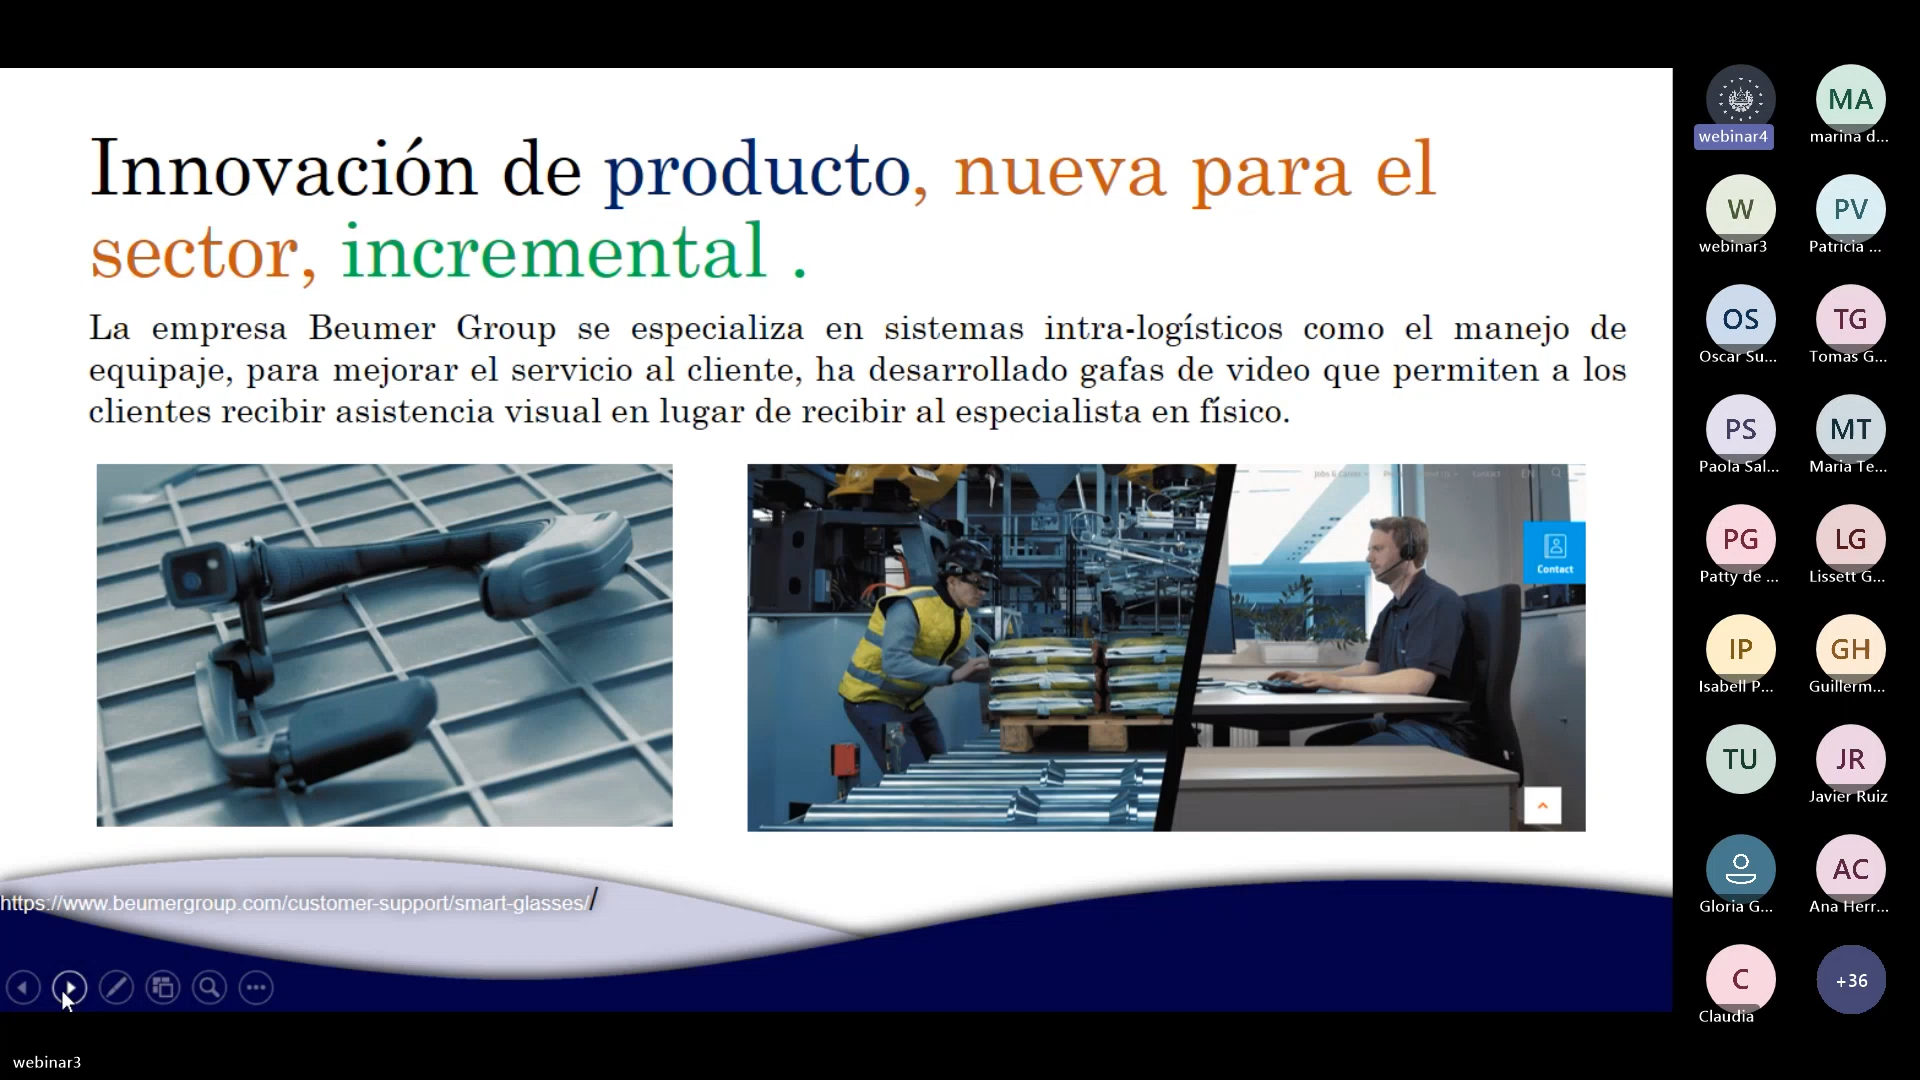 Innovación de producto, nueva para el
sector, incremental .
La empresa Beumer Group se especializa en sistemas intra-logísticos como el manejo de
equipaje, para mejorar el servicio al cliente, ha desarrollado gafas de video que permiten a los
clientes recibir asistencia visual en lugar de recibir al especialista en físico.
Jobs & Career
Contact
Contact
https://www.beumergroup.com/customer-support/smart-glasses//
webinar3
webinar4
MA
marina d...
W
webinar3
PV
Patricia ...
OS
Oscar Su...
TG
Tomas G...
PS
Paola Sal...
MT
Maria Te...
PG
Patty de ...
LG
Lissett G...
IP
Isabell P...
GH
Guillerm...
TU
JR
Javier Ruiz
Gloria G...
AC
Ana Herr...
C
Claudia
+36